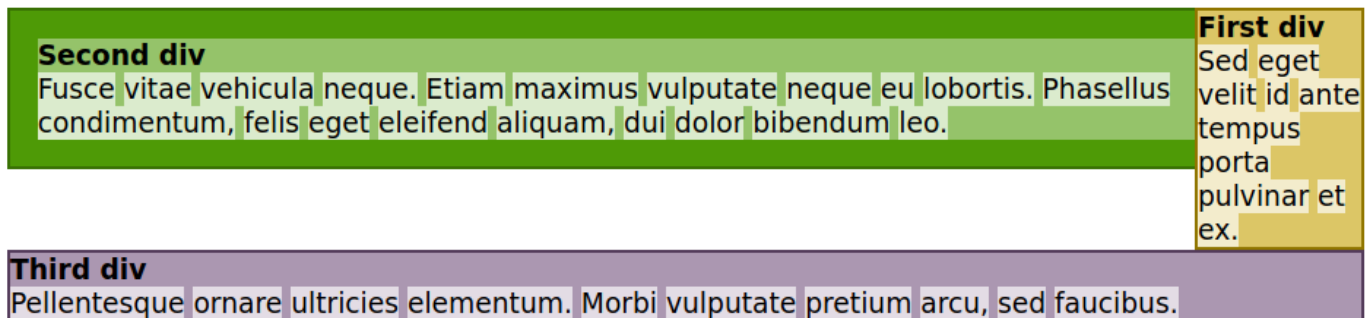 Second div
Fusce vitae vehicula neque. Etiam maximus vulputate neque eu lobortis. Phasellus
condimentum, felis eget eleifend aliquam, dui dolor bibendum leo.
First div
Sed eget
velit id ante
tempus
porta
pulvinar et
ex.
Third div
Pellentesque ornare ultricies elementum. Morbi vulputate pretium arcu, sed faucibus.